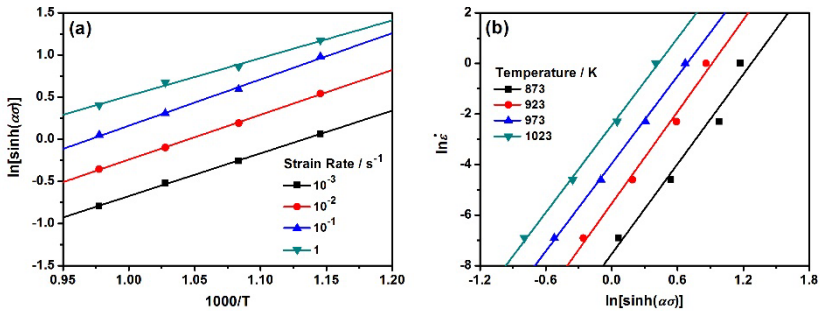 (a)
ln[sinh(ασ)]
1.5
1.0
0.5
0.0
-0.5
-1.0
-1.5
Strain Rate / s⁻¹
10⁻³
10⁻²
10⁻¹
1
0.95 1.00 1.05 1.10 1.15 1.20
1000/T
(b)
lnε̇
2
0
-2
-4
-6
-8
Temperature / K
873
923
973
1023
-1.2 -0.6 0.0 0.6 1.2 1.8
ln[sinh(ασ)]